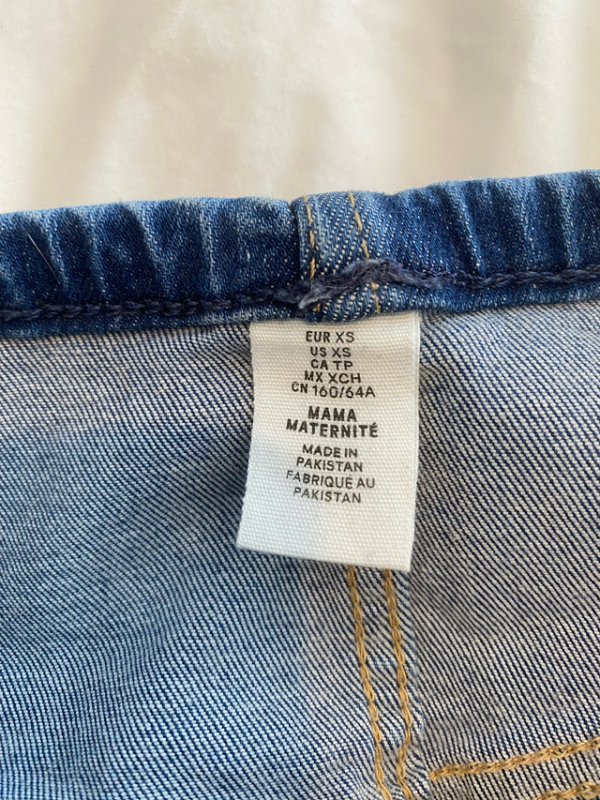 EUR XS
US XS
CA TP
MX XCH
CN 160/64A
MAMA
MATERNITÉ
MADE IN
PAKISTAN
FABRIQUÉ AU
PAKISTAN